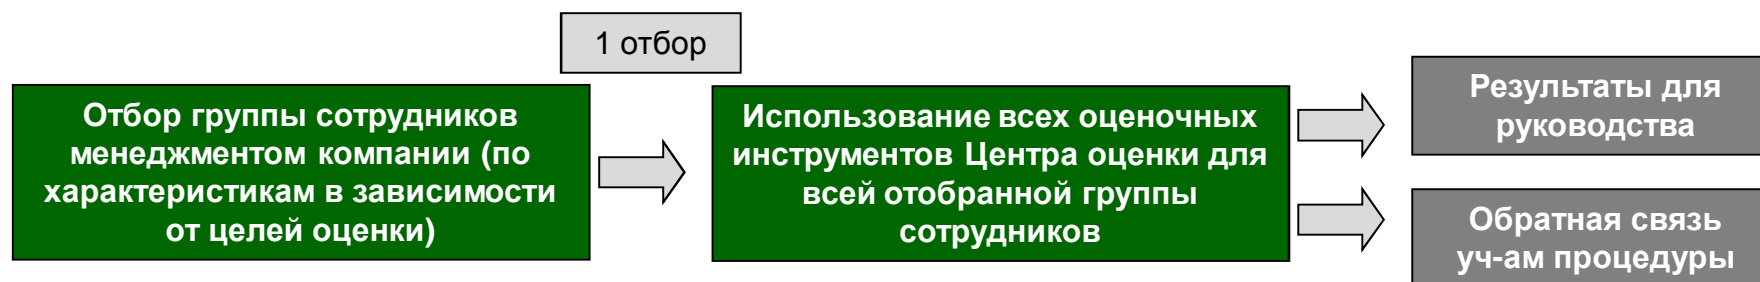 1 отбор
Отбор группы сотрудников
менеджментом компании (по
характеристикам в зависимости
от целей оценки)
Использование всех оценочных
инструментов Центра оценки для
всей отобранной группы
сотрудников
Результаты для
руководства
Обратная связь
уч-ам процедуры